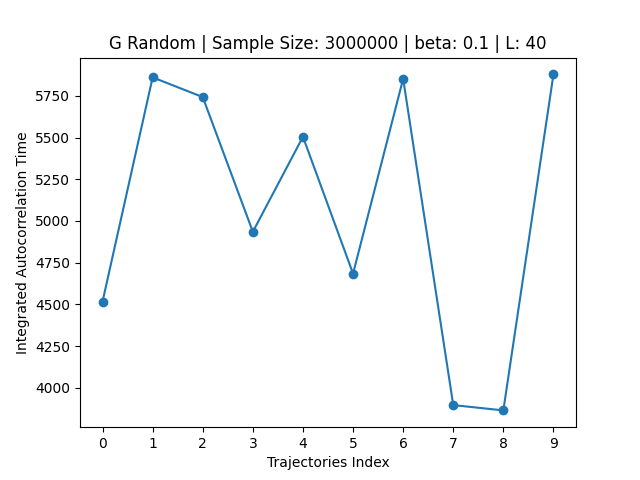 G Random | Sample Size: 3000000 | beta: 0.1 | L: 40
Integrated Autocorrelation Time
5750
5500
5250
5000
4750
4500
4250
4000
0 1 2 3 4 5 6 7 8 9
Trajectories Index